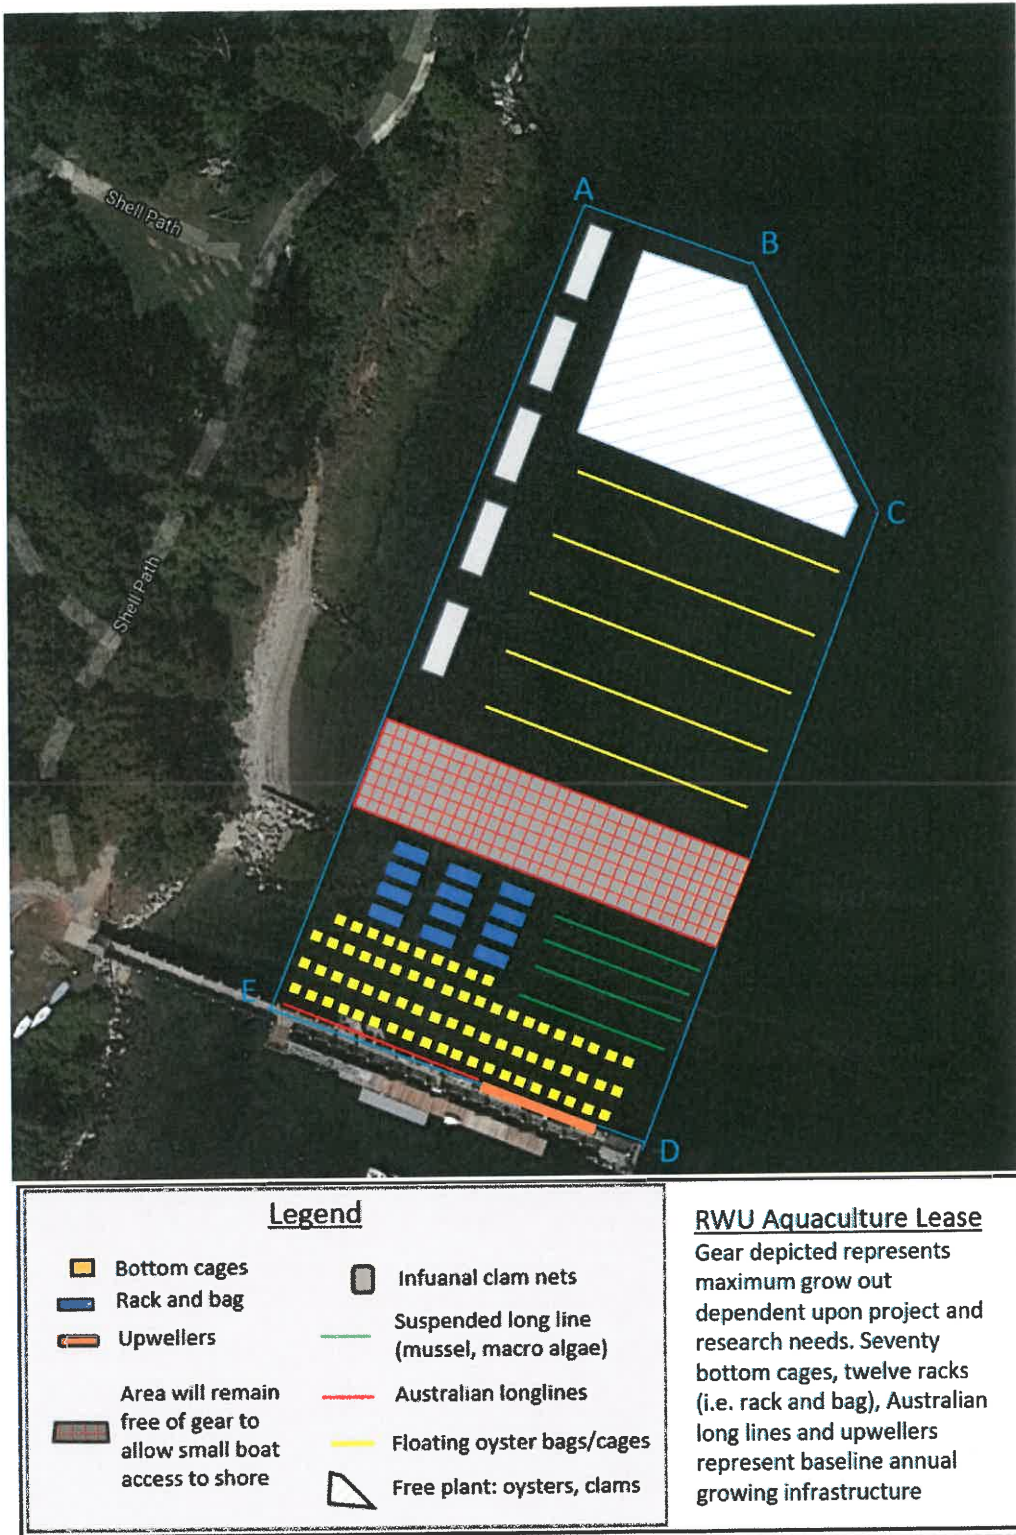 Shell Path
A
B
C
Shell Path
E
D
Legend
Bottom cages
Rack and bag
Upwellers
Area will remain
free of gear to
allow small boat
access to shore
Infuanal clam nets
Suspended long line
(mussel, macro algae)
Australian longlines
Floating oyster bags/cages
Free plant: oysters, clams
RWU Aquaculture Lease
Gear depicted represents
maximum grow out
dependent upon project and
research needs. Seventy
bottom cages, twelve racks
(i.e. rack and bag), Australian
long lines and upwellers
represent baseline annual
growing infrastructure